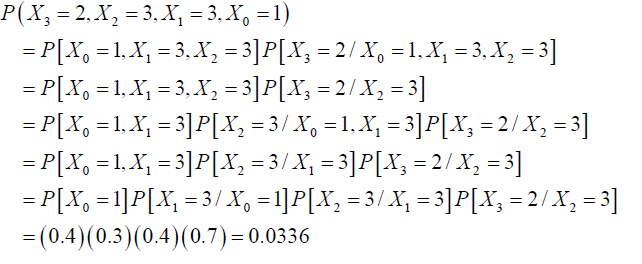 P(X₃ = 2, X₂ = 3, X₁ = 3, X₀ = 1)
= P[X₀ = 1, X₁ = 3, X₂ = 3]P[X₃ = 2 / X₀ = 1, X₁ = 3, X₂ = 3]
= P[X₀ = 1, X₁ = 3, X₂ = 3]P[X₃ = 2 / X₂ = 3]
= P[X₀ = 1, X₁ = 3]P[X₂ = 3 / X₀ = 1, X₁ = 3]P[X₃ = 2 / X₂ = 3]
= P[X₀ = 1, X₁ = 3]P[X₂ = 3 / X₁ = 3]P[X₃ = 2 / X₂ = 3]
= P[X₀ = 1]P[X₁ = 3 / X₀ = 1]P[X₂ = 3 / X₁ = 3]P[X₃ = 2 / X₂ = 3]
= (0.4)(0.3)(0.4)(0.7) = 0.0336